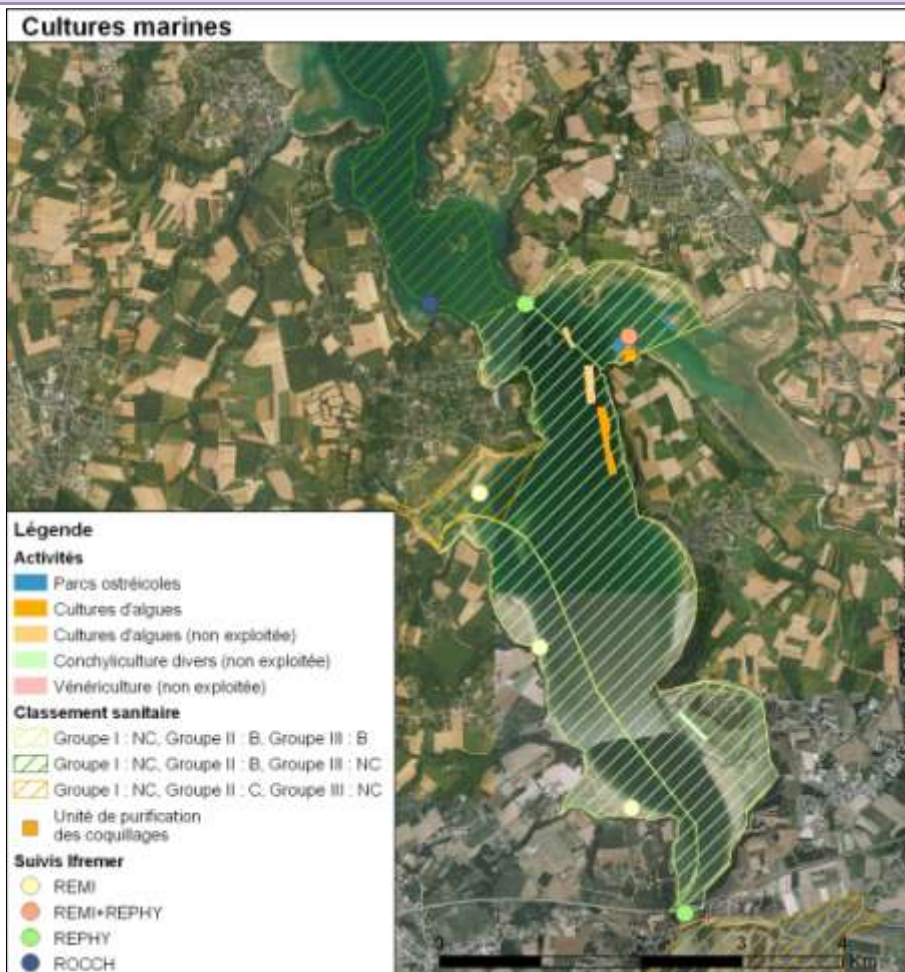 Cultures marines
Légende
Activités
Parcs ostréicoles
Cultures d'algues
Cultures d'algues (non exploitée)
Conchyliculture divers (non exploitée)
Vénériculture (non exploitée)
Classement sanitaire
Groupe I : NC, Groupe II : B, Groupe III : B
Groupe I : NC, Groupe II : B, Groupe III : NC
Groupe I : NC, Groupe II : C, Groupe III : NC
Unité de purification
des coquillages
Suivis Ifremer
REMI
REMI+REPHY
REPHY
ROCCH
0 2 3 4
Km